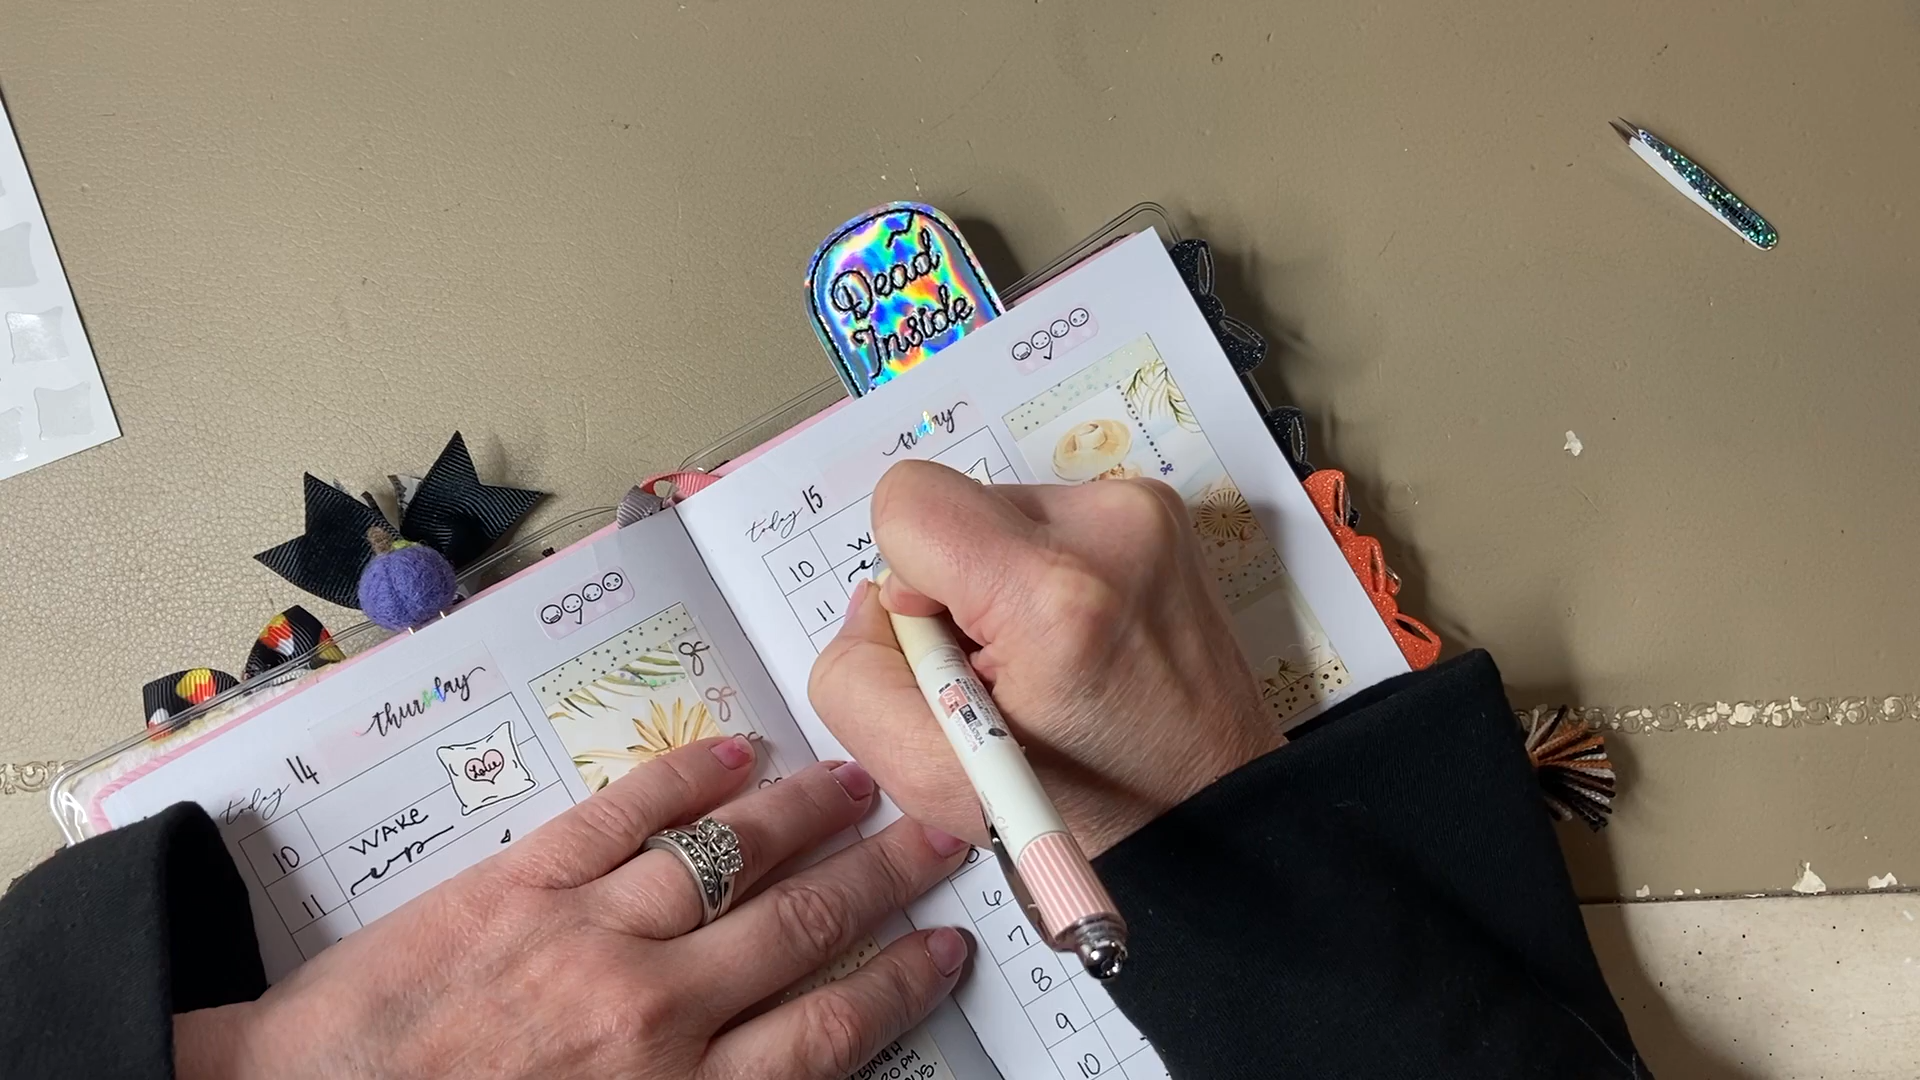 Dead
Inside
friday
today 15
10
W
11
thursday
today 14
Love
10
WAKE
up
11
6
7
8
9
10